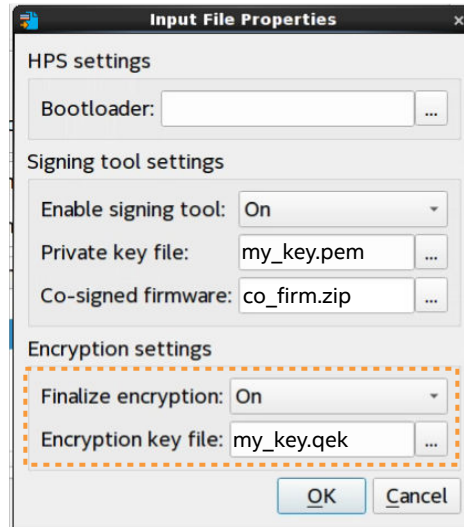 Input File Properties
x
HPS settings
Bootloader: ...
Signing tool settings
Enable signing tool: On
Private key file: my_key.pem ...
Co-signed firmware: co_firm.zip ...
Encryption settings
Finalize encryption: On
Encryption key file: my_key.qek ...
OK Cancel